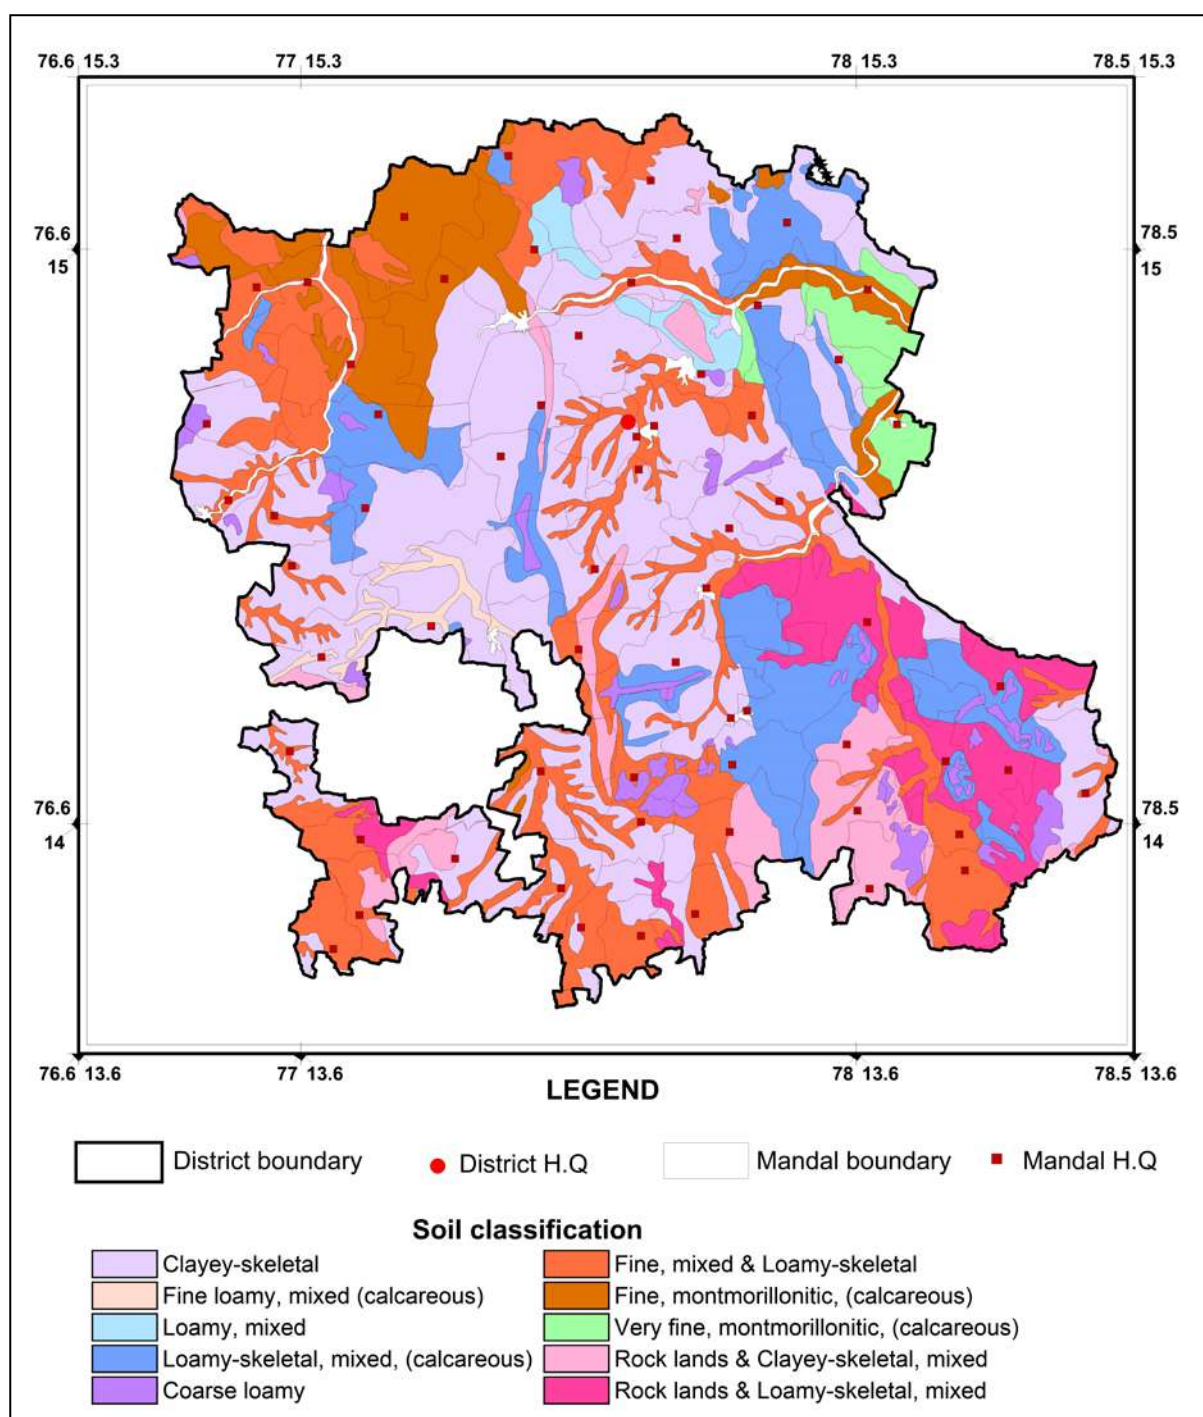 76.6 15.3 77 15.3 78 15.3 78.5 15.3
76.6 78.5
15 15
76.6 78.5
14 14
76.6 13.6 77 13.6 78 13.6 78.5 13.6
LEGEND
District boundary District H.Q Mandal boundary Mandal H.Q
Soil classification
Clayey-skeletal Fine, mixed & Loamy-skeletal
Fine loamy, mixed (calcareous) Fine, montmorillonitic, (calcareous)
Loamy, mixed Very fine, montmorillonitic, (calcareous)
Loamy-skeletal, mixed, (calcareous) Rock lands & Clayey-skeletal, mixed
Coarse loamy Rock lands & Loamy-skeletal, mixed